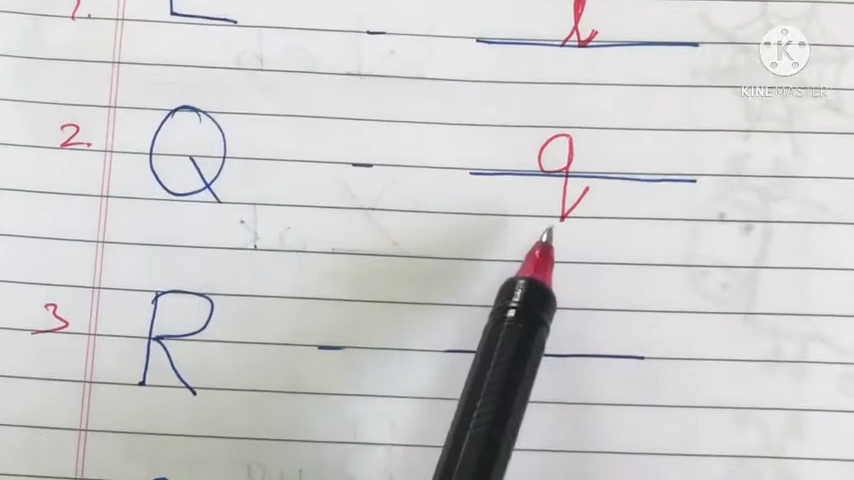 1. L - l
2. Q - q
3 R -
KINEMASTER